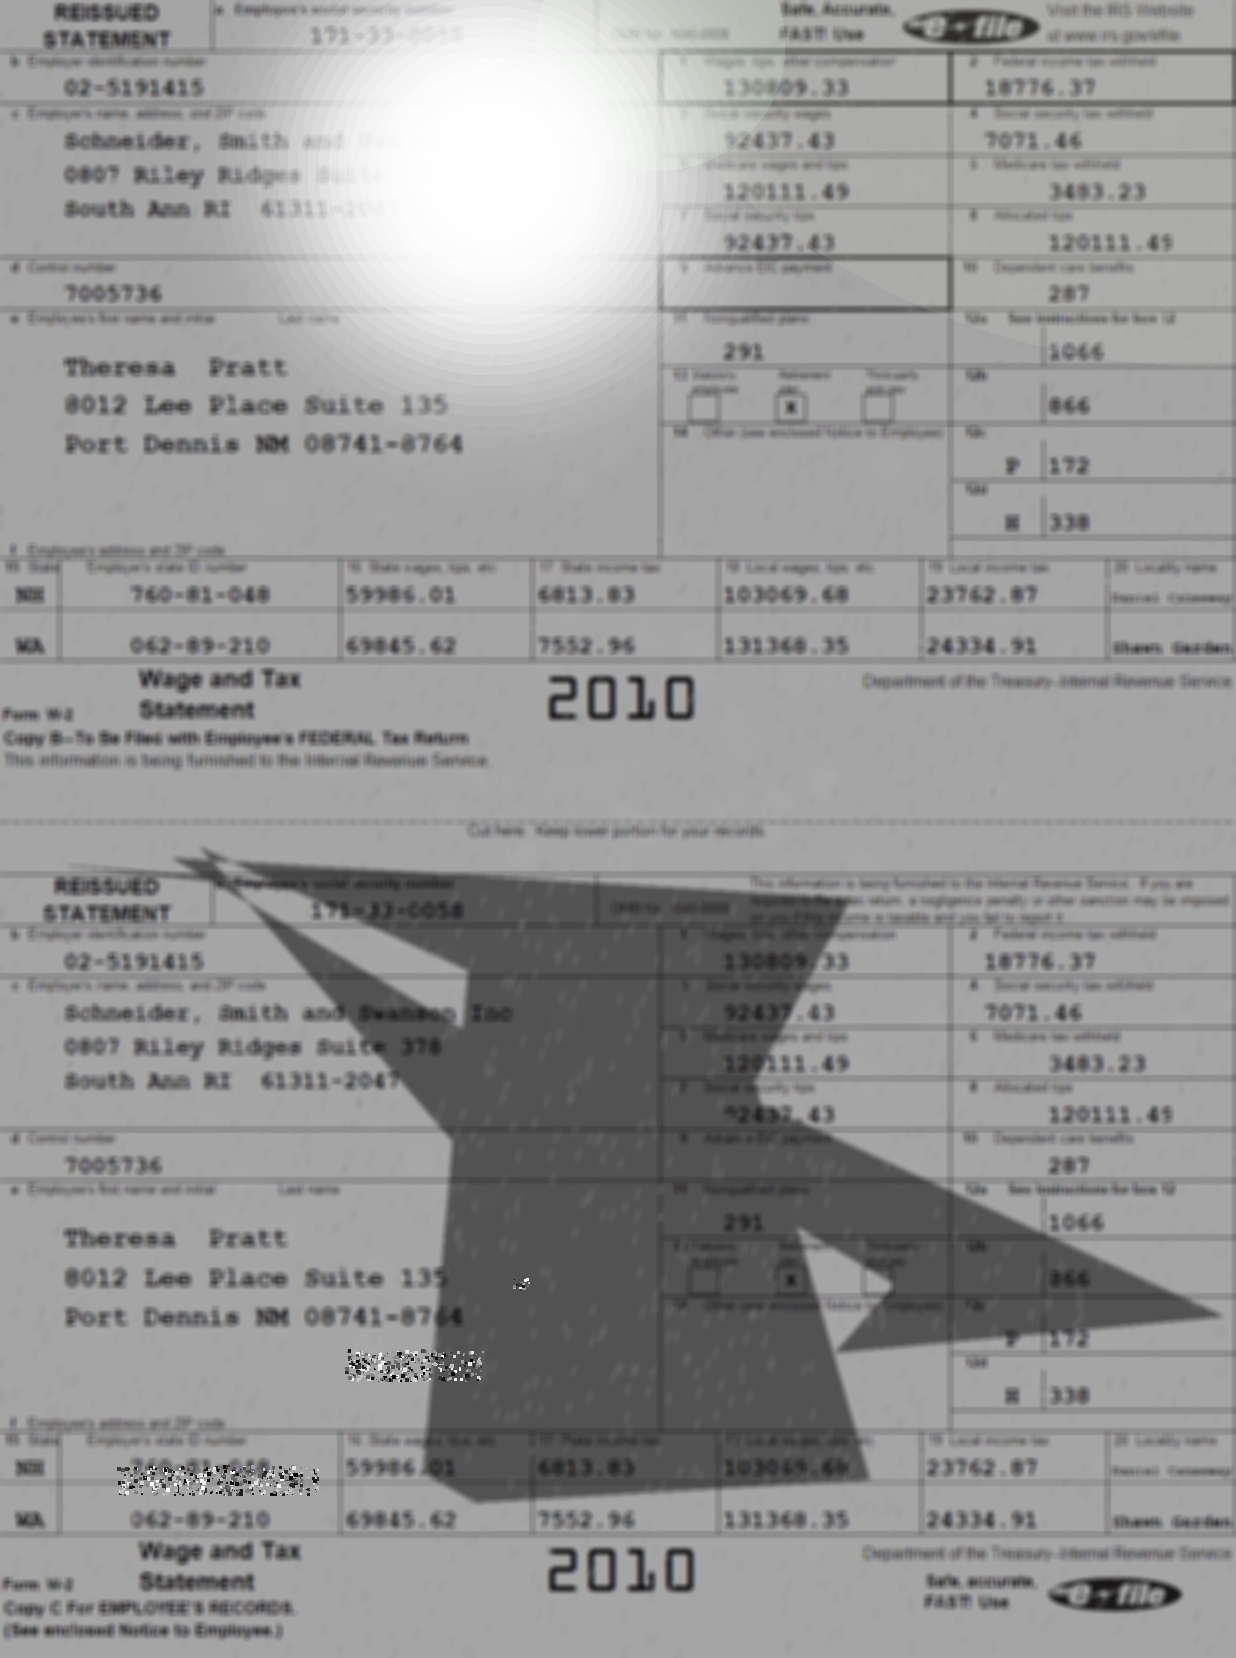 REISSUED STATEMENT
a Employee's social security number
171-33-0058
OMB No. 1545-0008
Safe, Accurate, FAST! Use
e-file
Visit the IRS Website at www.irs.gov/efile.
b Employer identification number
02-5191415
1 Wages, tips, other compensation
130809.33
2 Federal income tax withheld
18776.37
c Employer's name, address, and ZIP code
Schneider, Smith and
0807 Riley Ridges Suite
South Ann RI 61311-2047
3 Social security wages
92437.43
4 Social security tax withheld
7071.46
5 Medicare wages and tips
120111.49
6 Medicare tax withheld
3483.23
7 Social security tips
92437.43
8 Allocated tips
120111.49
d Control number
7005736
9 Advance EIC payment
10 Dependent care benefits
287
e Employee's first name and initial Last name
Theresa Pratt
8012 Lee Place Suite 135
Port Dennis NM 08741-8764
11 Nonqualified plans
291
12a See instructions for box 12
1066
13 Statutory employee Retirement plan Third-party sick pay
X
12b
866
14 Other (see enclosed Notice to Employee)
12c
P 172
12d
H 338
f Employee's address and ZIP code
15 State Employer's state ID number 16 State wages, tips, etc. 17 State income tax 18 Local wages, tips, etc. 19 Local income tax 20 Locality name
NH 760-81-048 59986.01 6813.83 103069.68 23762.87
WA 062-89-210 69845.62 7552.96 131368.35 24334.91 Shawn Garden
Wage and Tax Statement
Form W-2
2010
Department of the Treasury-Internal Revenue Service
Copy B–To Be Filed with Employee's FEDERAL Tax Return
This information is being furnished to the Internal Revenue Service.
Cut here. Keep lower portion for your records.
REISSUED STATEMENT
a Employee's social security number
171-33-0058
OMB No. 1545-0008
This information is being furnished to the Internal Revenue Service. If you are
required to file a tax return, a negligence penalty or other sanction may be imposed
on you if this income is taxable and you fail to report it.
b Employer identification number
02-5191415
1 Wages, tips, other compensation
130809.33
2 Federal income tax withheld
18776.37
c Employer's name, address, and ZIP code
Schneider, Smith and Swanson Inc
0807 Riley Ridges Suite 378
South Ann RI 61311-2047
3 Social security wages
92437.43
4 Social security tax withheld
7071.46
5 Medicare wages and tips
120111.49
6 Medicare tax withheld
3483.23
7 Social security tips
92437.43
8 Allocated tips
120111.49
d Control number
7005736
9 Advance EIC payment
10 Dependent care benefits
287
e Employee's first name and initial Last name
Theresa Pratt
8012 Lee Place Suite 135
Port Dennis NM 08741-8764
11 Nonqualified plans
291
12a See instructions for box 12
1066
13 Statutory employee Retirement plan Third-party sick pay
X
12b
866
14 Other (see enclosed Notice to Employee)
12c
P 172
12d
H 338
f Employee's address and ZIP code
15 State Employer's state ID number 16 State wages, tips, etc. 17 State income tax 18 Local wages, tips, etc. 19 Local income tax 20 Locality name
NH 59986.01 6813.83 103069.68 23762.87
WA 062-89-210 69845.62 7552.96 131368.35 24334.91 Shawn Garden
Wage and Tax Statement
Form W-2
2010
Department of the Treasury-Internal Revenue Service
Copy C For EMPLOYEE'S RECORDS.
(See enclosed Notice to Employee.)
Safe, accurate, FAST! Use
e-file